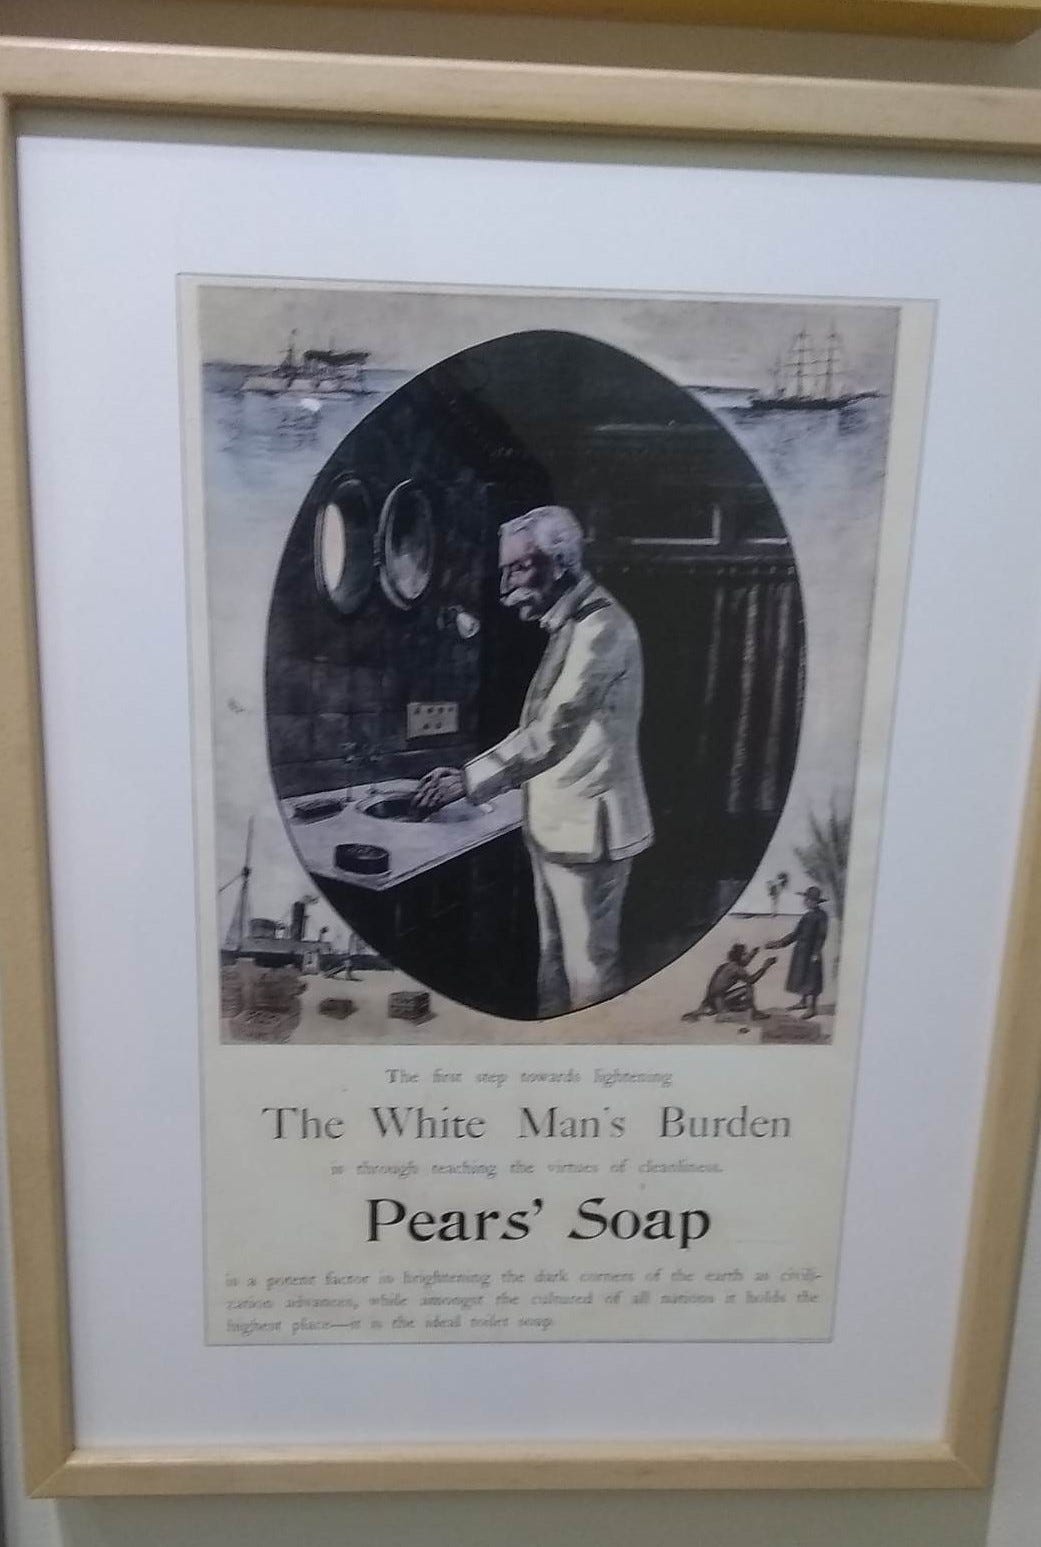 The first step towards lightening
The White Man's Burden
is through teaching the virtues of cleanliness.
Pears' Soap
is a potent factor in brightening the dark corners of the earth as civili-
zation advances, while amongst the cultured of all nations it holds the
highest place—it is the ideal toilet soap.